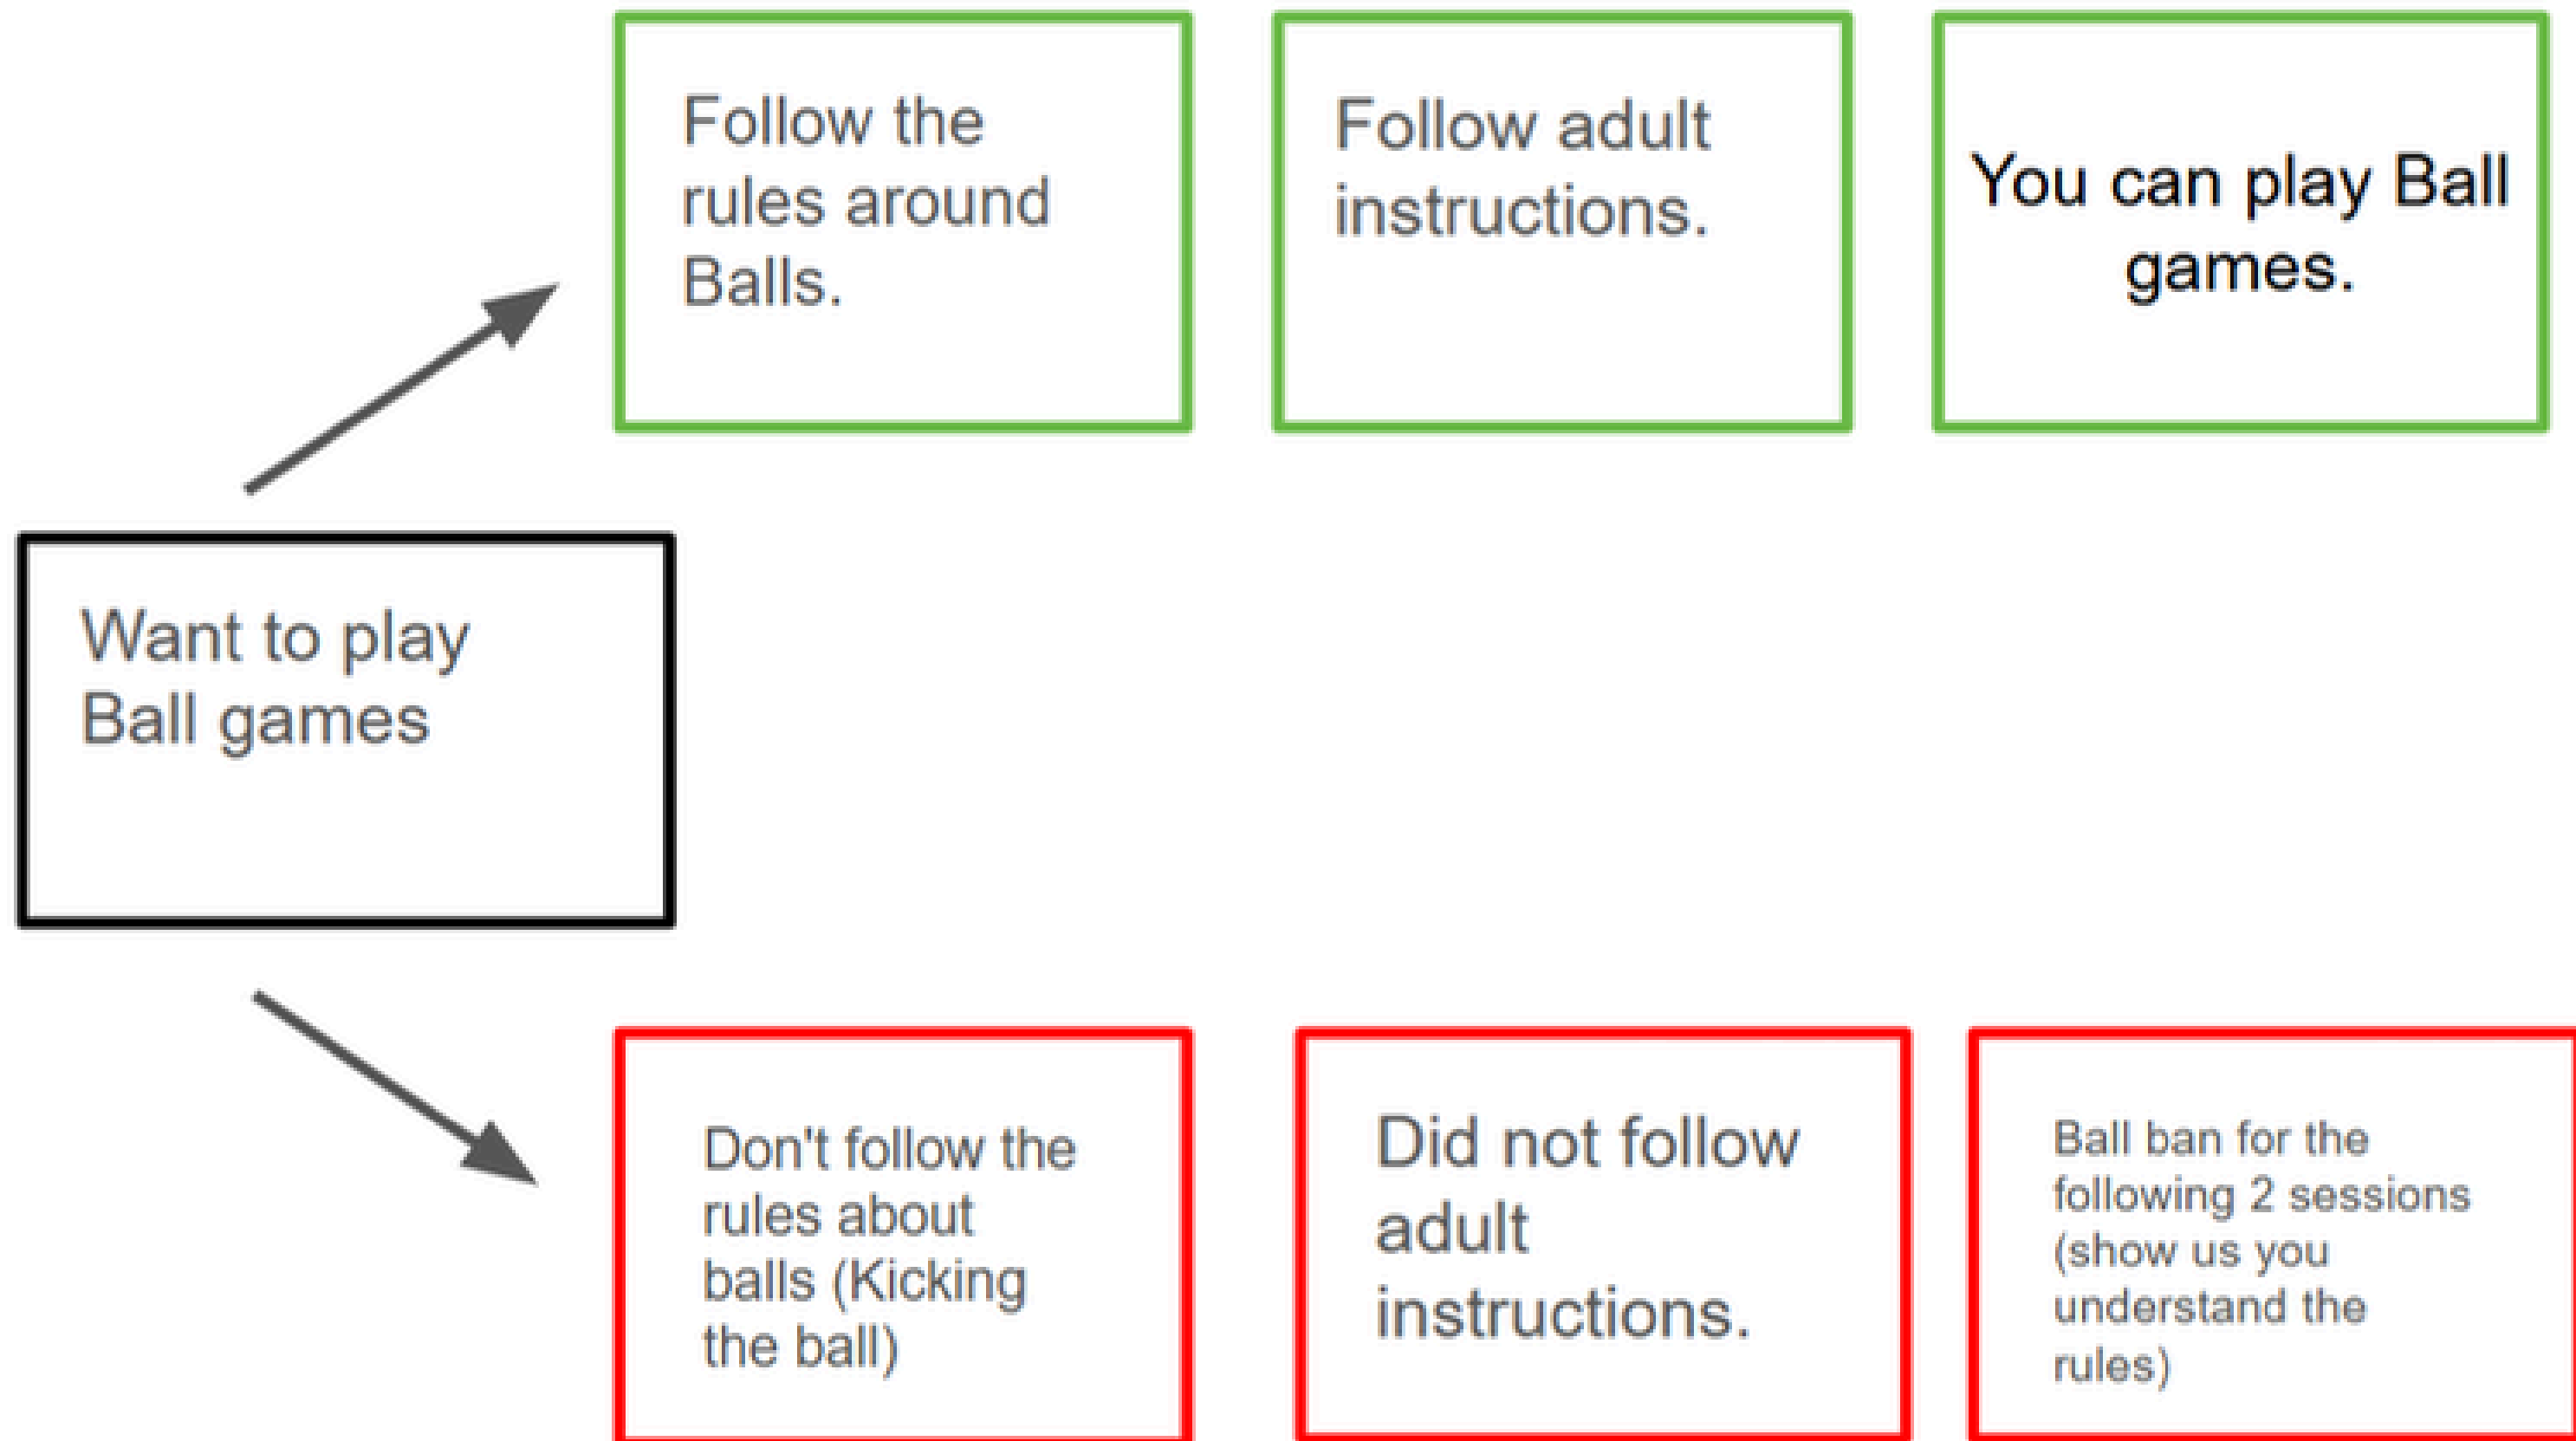 Follow the
rules around
Balls.
Follow adult
instructions.
You can play Ball
games.
Want to play
Ball games
Don't follow the
rules about
balls (Kicking
the ball)
Did not follow
adult
instructions.
Ball ban for the
following 2 sessions
(show us you
understand the
rules)